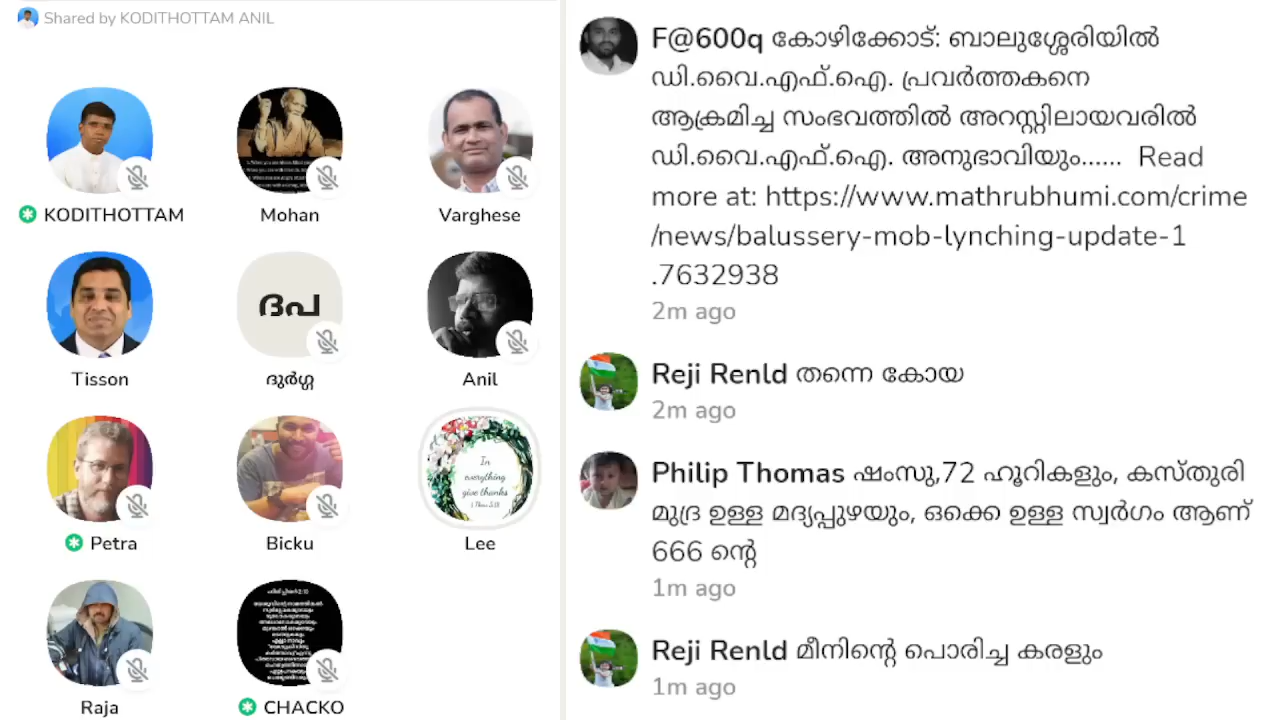 Shared by KODITHOTTAM ANIL
KODITHOTTAM
Mohan
Varghese
ദപ
Tisson
ദുർഗ്ഗ
Anil
In
everything
give thanks
Petra
Bicku
Lee
Raja
CHACKO
F@600q കോഴിക്കോട്: ബാലുശ്ശേരിയിൽ
ഡി.വൈ.എഫ്.ഐ. പ്രവർത്തകനെ
ആക്രമിച്ച സംഭവത്തിൽ അറസ്റ്റിലായവരിൽ
ഡി.വൈ.എഫ്.ഐ. അനുഭാവിയും...... Read
more at: https://www.mathrubhumi.com/crime
/news/balussery-mob-lynching-update-1
.7632938
2m ago
Reji Renld തന്നെ കോയ
2m ago
Philip Thomas ഷംസു,72 ഹൂറികളും, കസ്തുരി
മുദ്ര ഉള്ള മദ്യപ്പുഴയും, ഒക്കെ ഉള്ള സ്വർഗം ആണ്
666 ന്റെ
1m ago
Reji Renld മീനിന്റെ പൊരിച്ച കരളും
1m ago